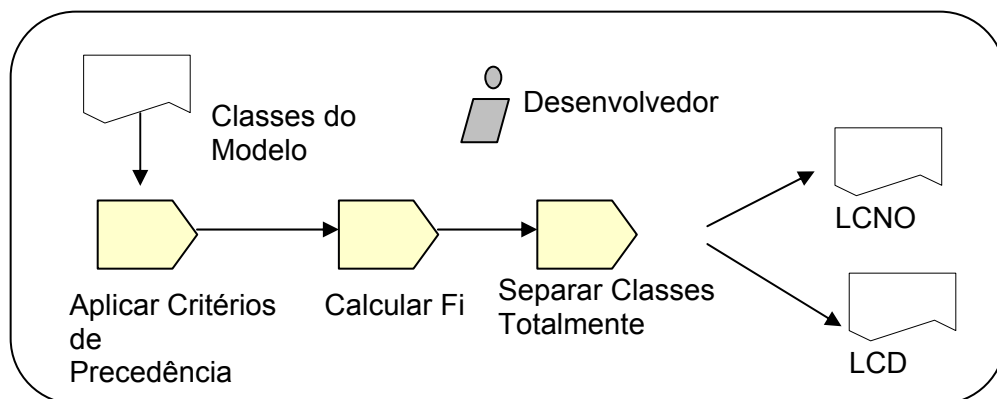 Classes do
Modelo
Desenvolvedor
LCNO
Aplicar Critérios
de
Precedência
Calcular Fi
Separar Classes
Totalmente
LCD